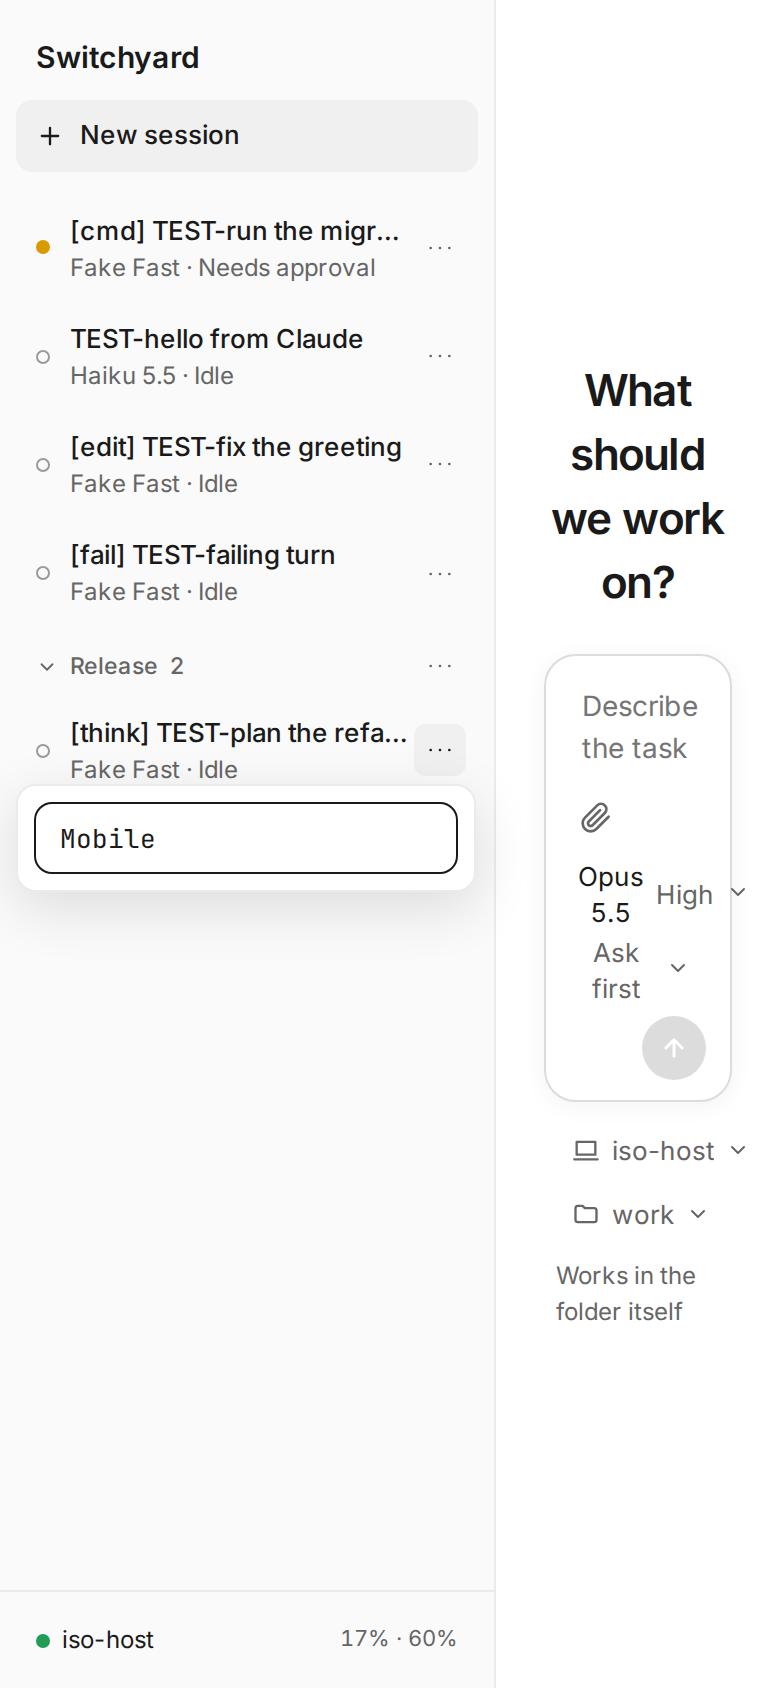 Switchyard
New session
[cmd] TEST-run the migr...
Fake Fast · Needs approval
TEST-hello from Claude
Haiku 5.5 · Idle
[edit] TEST-fix the greeting
Fake Fast · Idle
[fail] TEST-failing turn
Fake Fast · Idle
Release 2
[think] TEST-plan the refa...
Fake Fast · Idle
Mobile
iso-host 17% · 60%
What
should
we work
on?
Describe
the task
Opus
5.5
High
Ask
first
iso-host
work
Works in the
folder itself